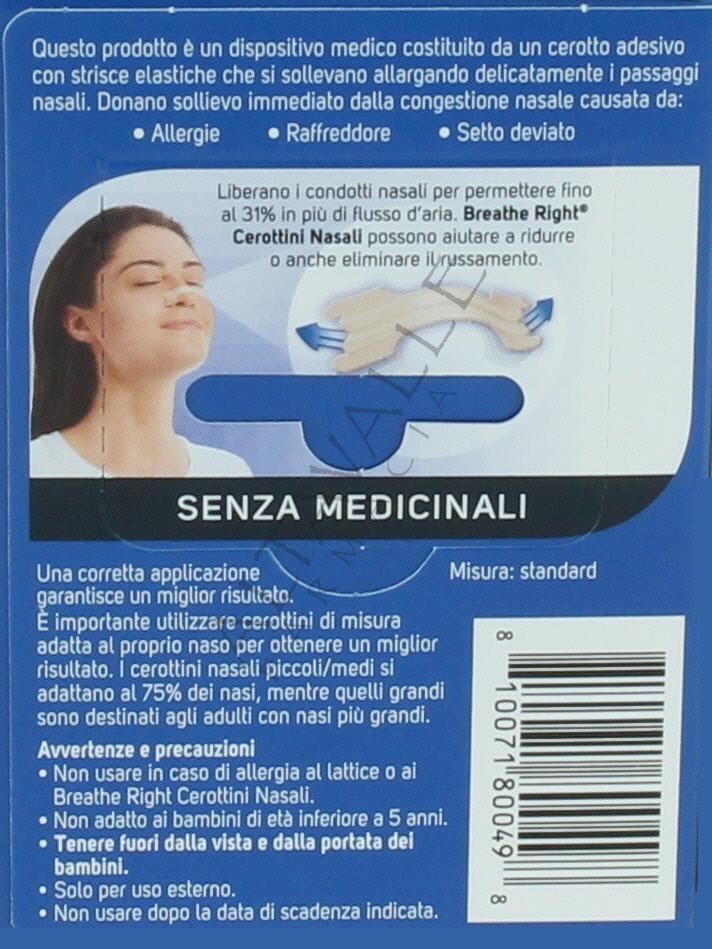 Questo prodotto è un dispositivo medico costituito da un cerotto adesivo
con strisce elastiche che si sollevano allargando delicatamente i passaggi
nasali. Donano sollievo immediato dalla congestione nasale causata da:
• Allergie • Raffreddore • Setto deviato
Liberano i condotti nasali per permettere fino
al 31% in più di flusso d'aria. Breathe Right®
Cerottini Nasali possono aiutare a ridurre
o anche eliminare il russamento.
ALTAVALLE
FARMACIA
SENZA MEDICINALI
Una corretta applicazione
garantisce un miglior risultato.
È importante utilizzare cerottini di misura
adatta al proprio naso per ottenere un miglior
risultato. I cerottini nasali piccoli/medi si
adattano al 75% dei nasi, mentre quelli grandi
sono destinati agli adulti con nasi più grandi.
Misura: standard
Avvertenze e precauzioni
• Non usare in caso di allergia al lattice o ai
Breathe Right Cerottini Nasali.
• Non adatto ai bambini di età inferiore a 5 anni.
• Tenere fuori dalla vista e dalla portata dei
bambini.
• Solo per uso esterno.
• Non usare dopo la data di scadenza indicata.
8 10071 80049 8